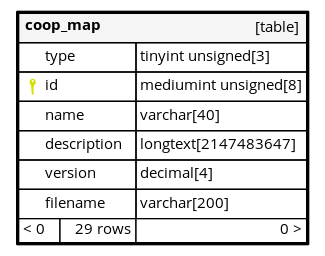 coop_map [table]
type tinyint unsigned[3]
id mediumint unsigned[8]
name varchar[40]
description longtext[2147483647]
version decimal[4]
filename varchar[200]
< 0 29 rows 0 >